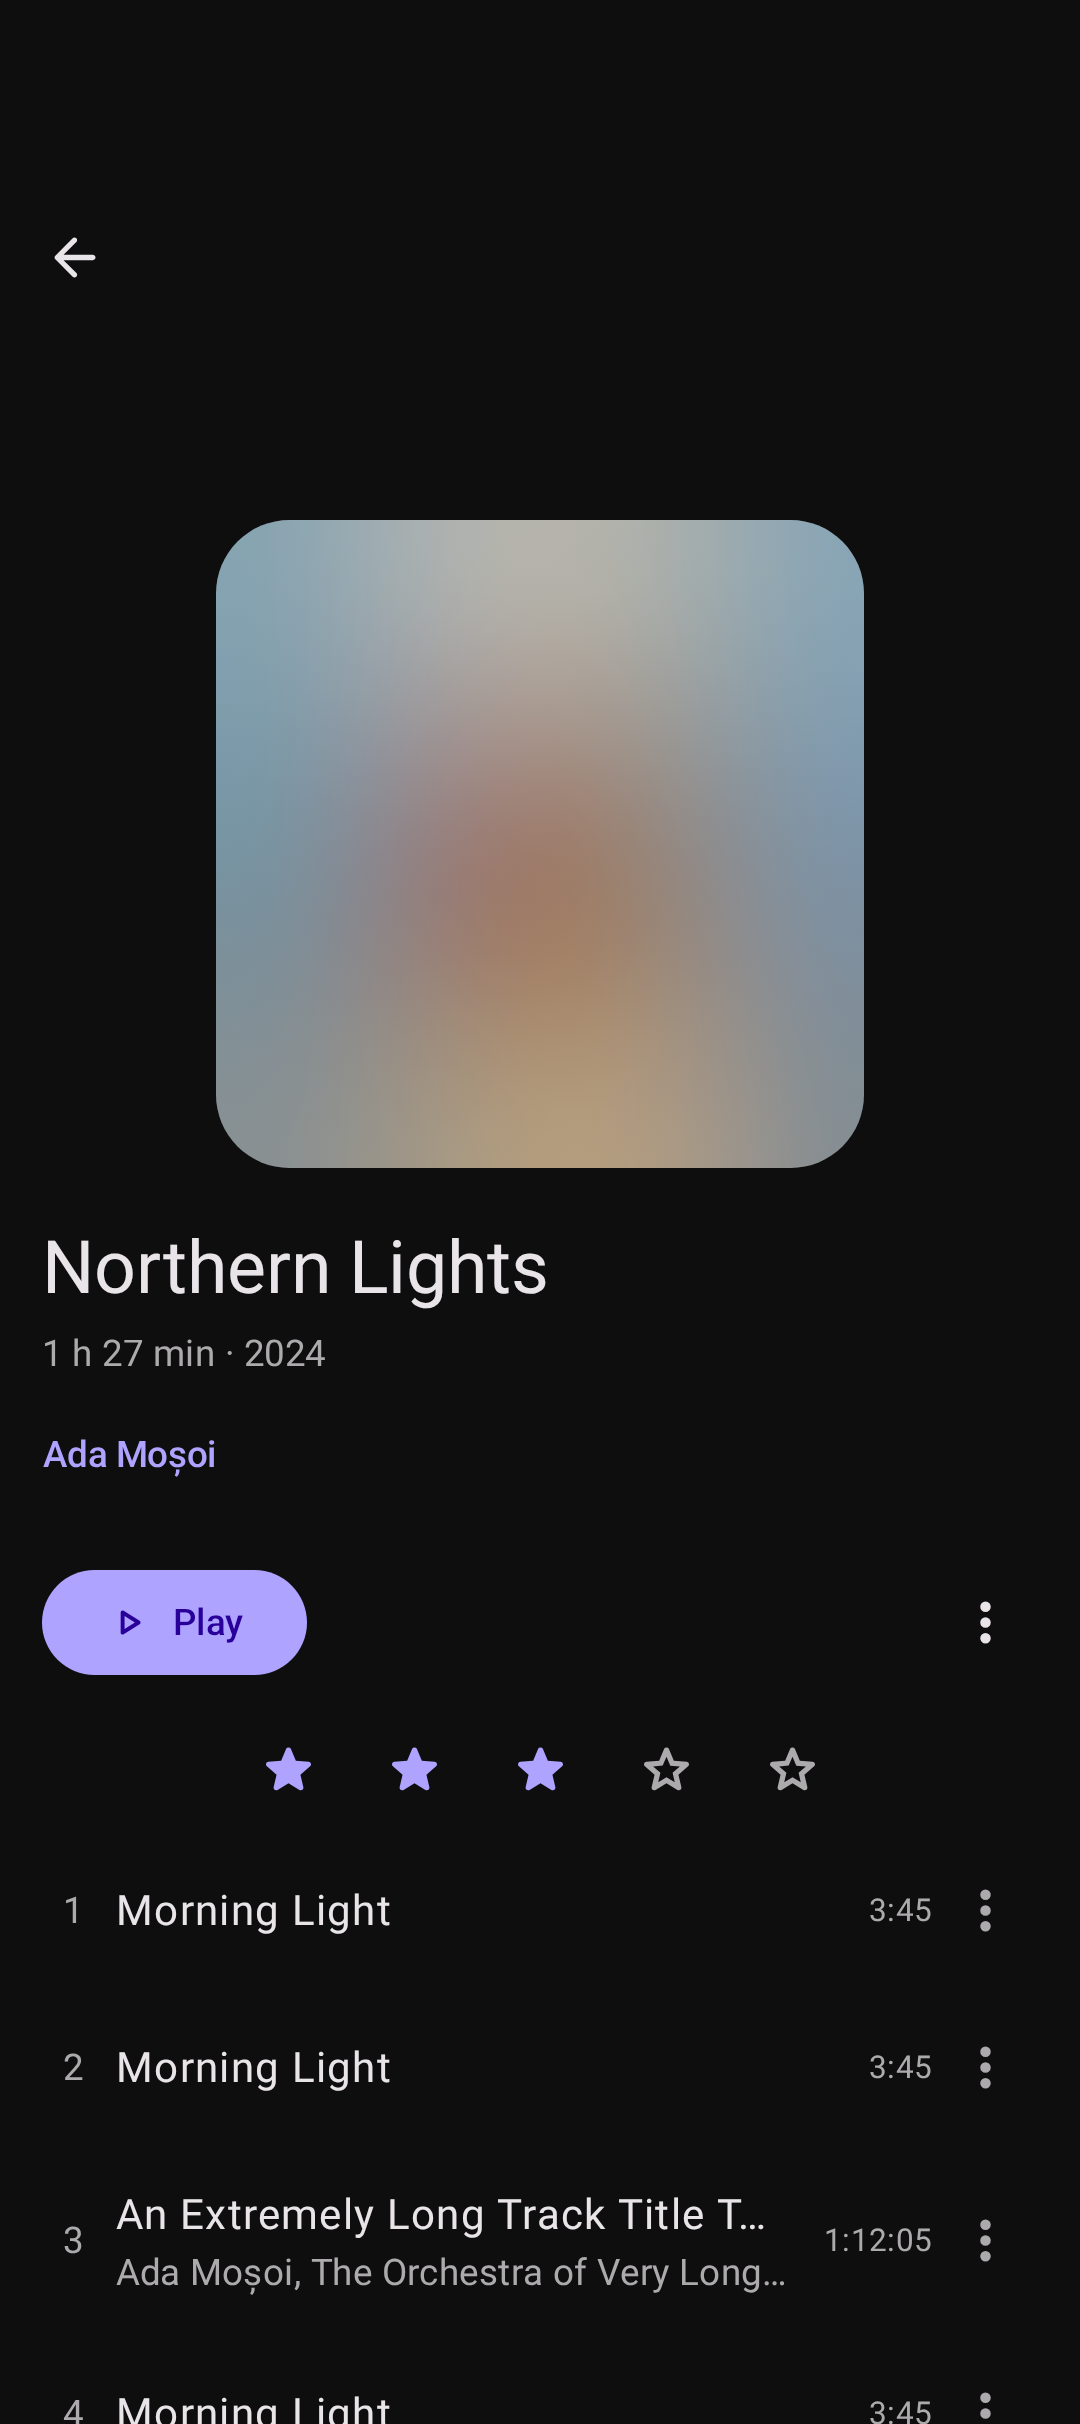 Northern Lights
1 h 27 min · 2024
Ada Moșoi
Play
1 Morning Light 3:45
2 Morning Light 3:45
3 An Extremely Long Track Title T… 1:12:05
Ada Moșoi, The Orchestra of Very Long…
4 Morning Light 3:45